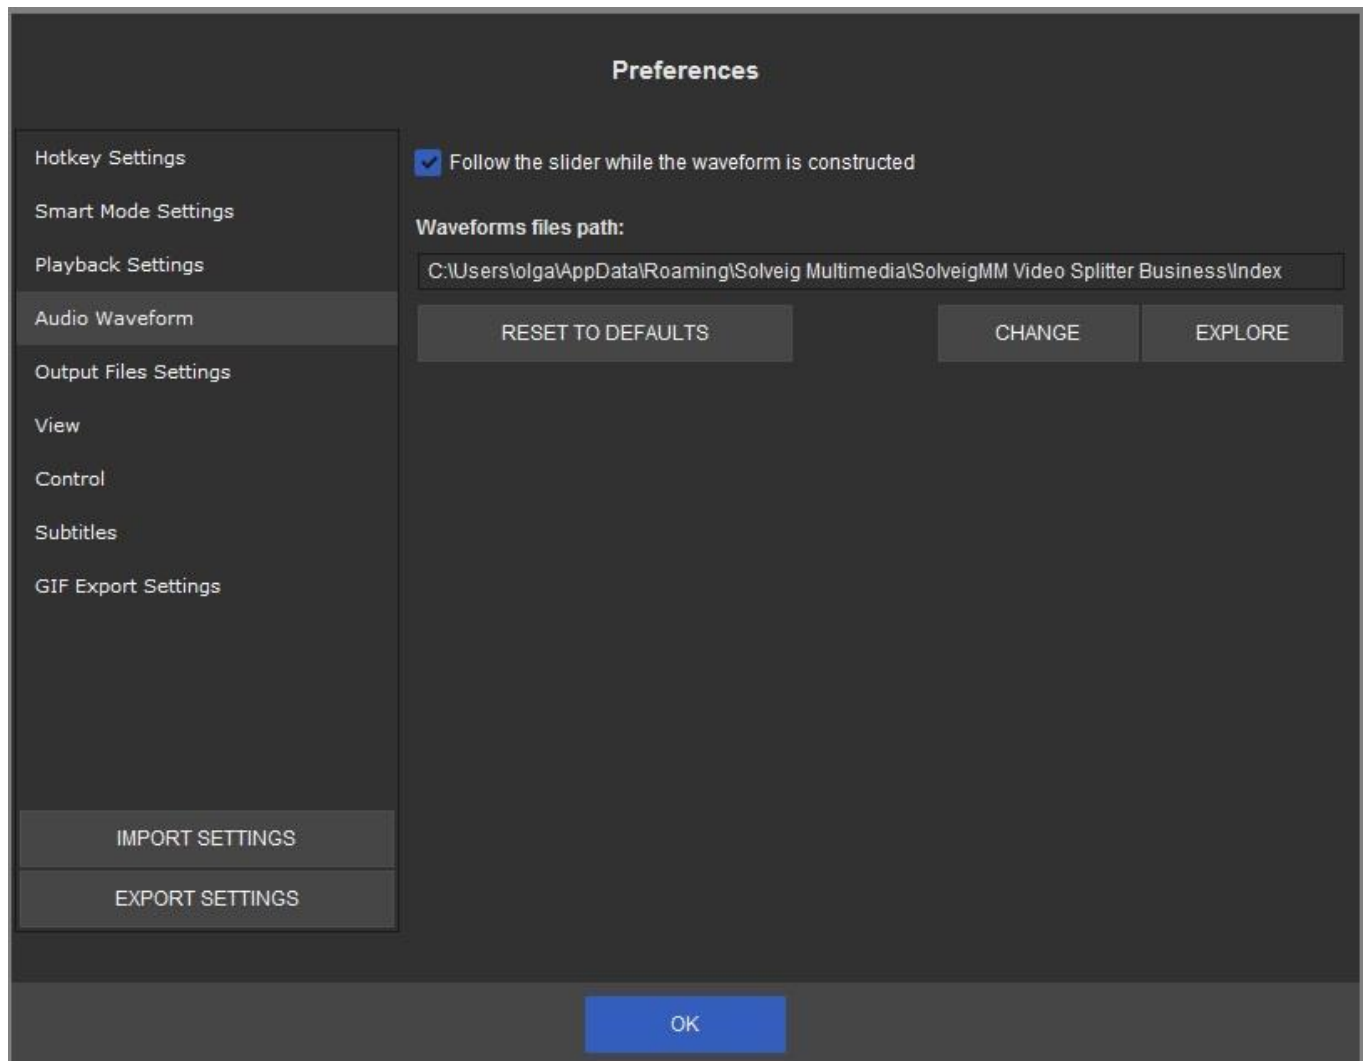 Preferences
Hotkey Settings
Smart Mode Settings
Playback Settings
Audio Waveform
Output Files Settings
View
Control
Subtitles
GIF Export Settings
IMPORT SETTINGS
EXPORT SETTINGS
Follow the slider while the waveform is constructed
Waveforms files path:
C:\Users\olga\AppData\Roaming\Solveig Multimedia\SolveigMM Video Splitter Business\Index
RESET TO DEFAULTS CHANGE EXPLORE
OK